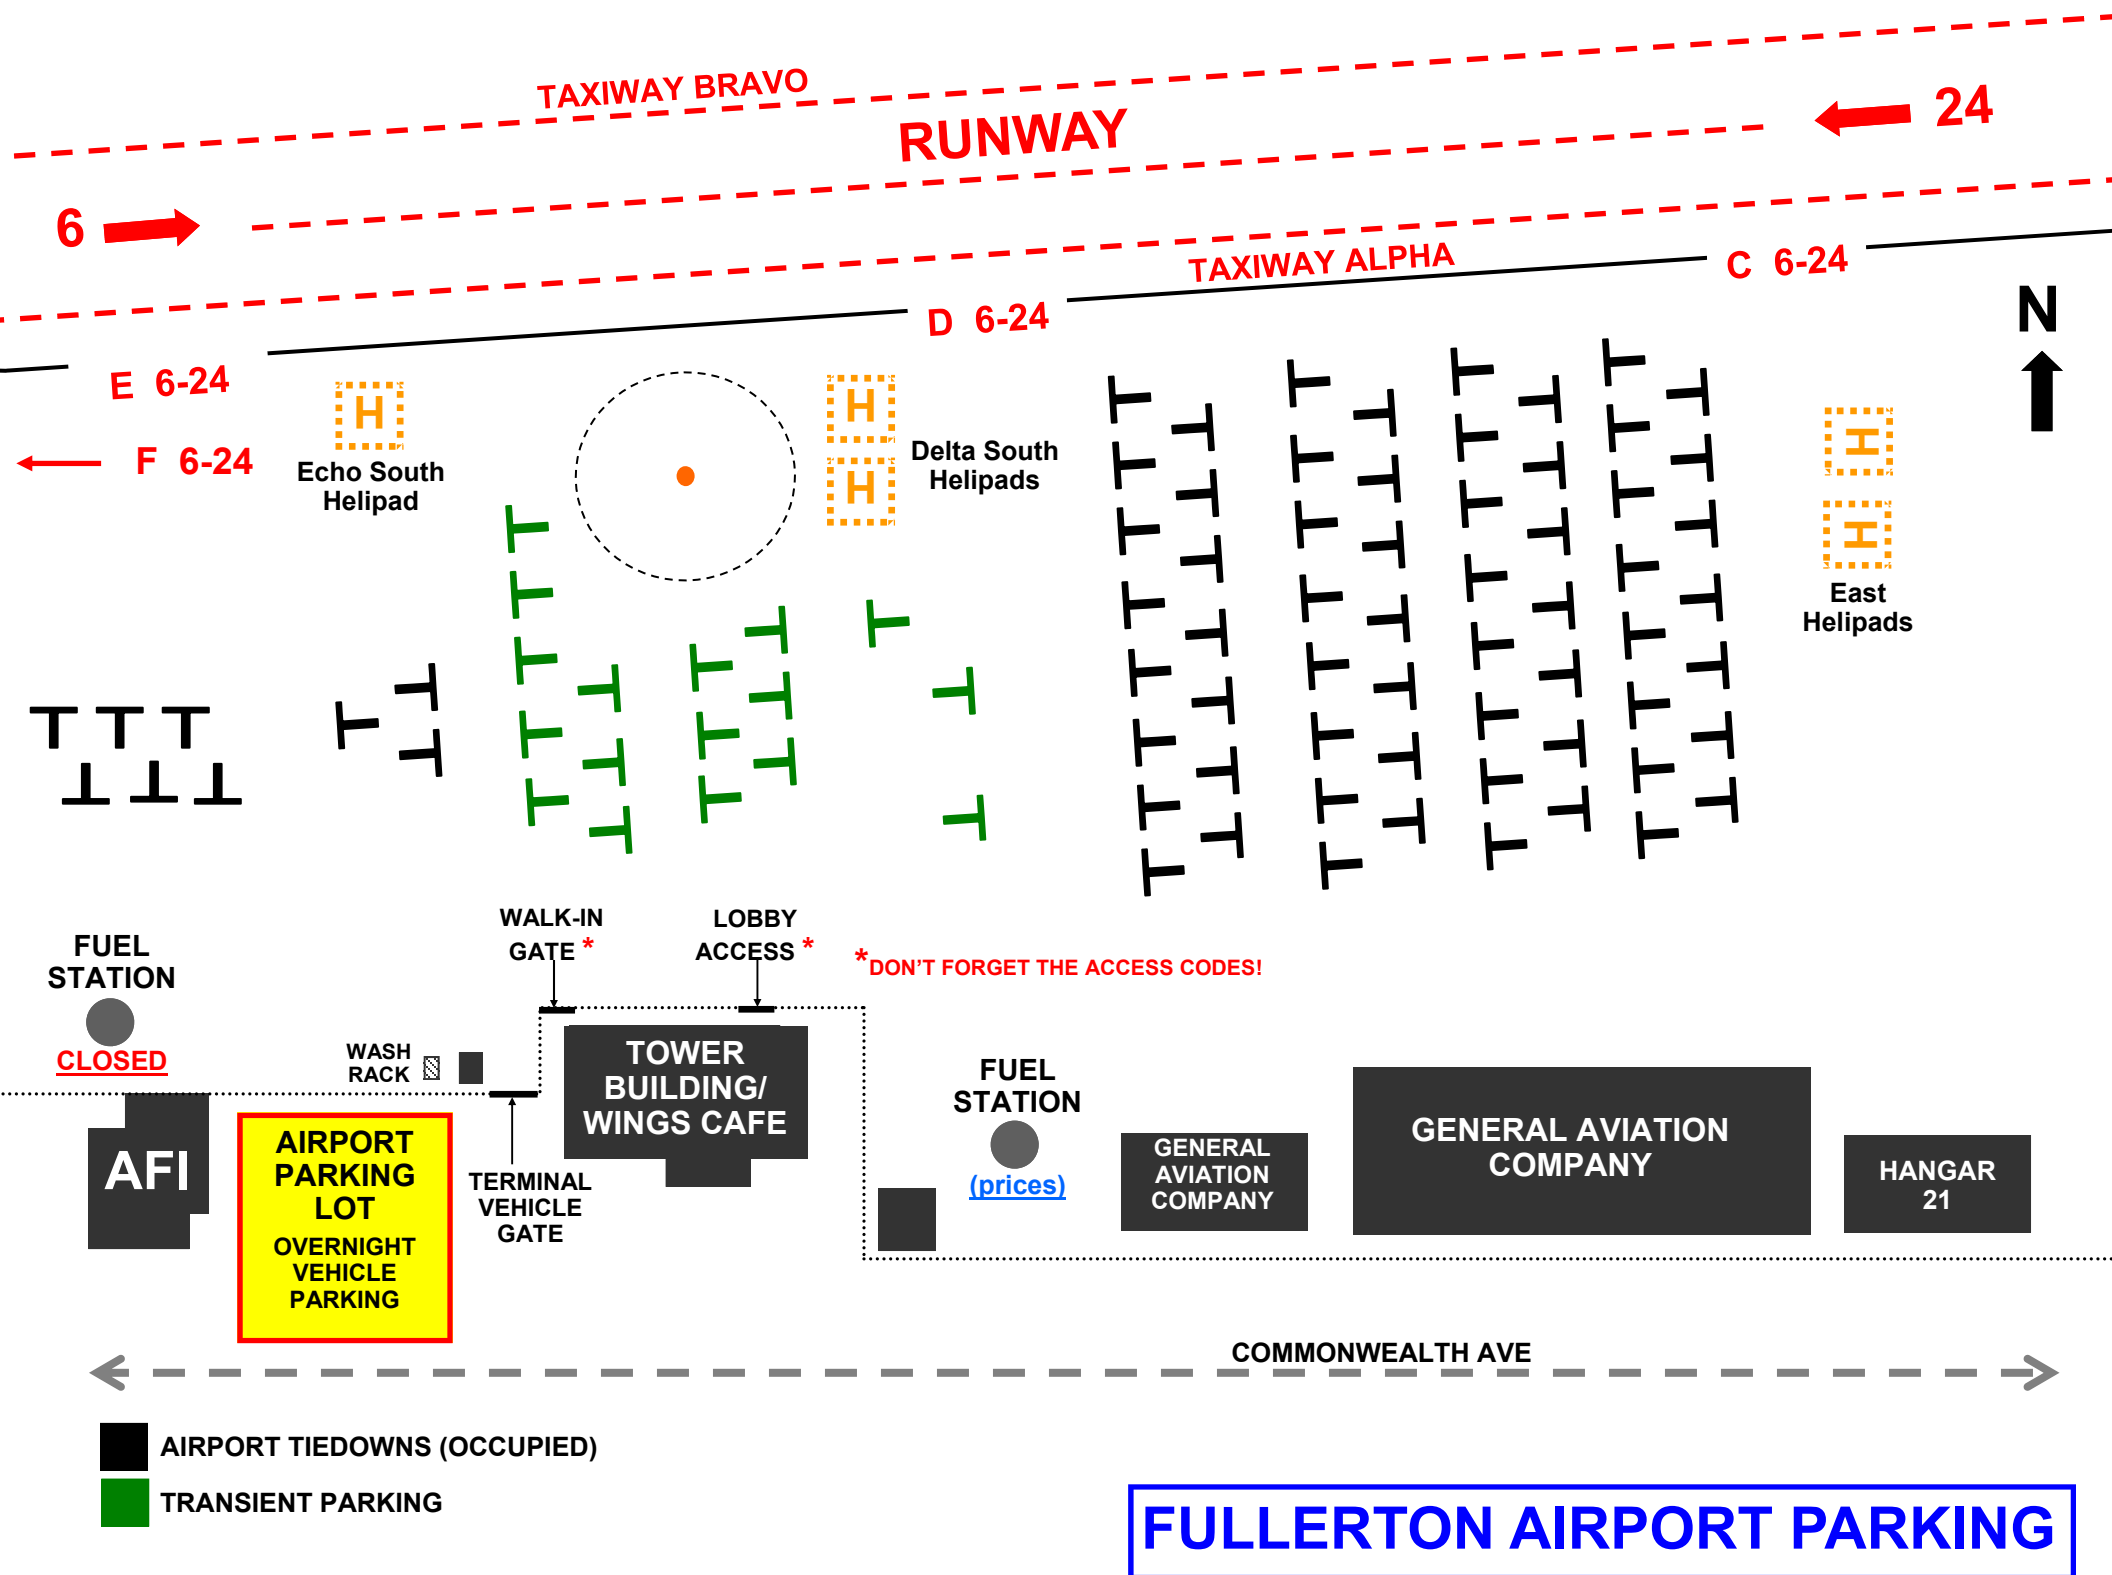 TAXIWAY BRAVO
RUNWAY
24
6
TAXIWAY ALPHA
C 6-24
D 6-24
N
E 6-24
H
H
H
F 6-24
Echo South
Helipad
Delta South
Helipads
H
H
H
East
Helipads
WALK-IN
GATE *
LOBBY
ACCESS *
*DON'T FORGET THE ACCESS CODES!
FUEL
STATION
CLOSED
WASH
RACK
TOWER
BUILDING/
WINGS CAFE
FUEL
STATION
(prices)
AFI
AIRPORT
PARKING
LOT
OVERNIGHT
VEHICLE
PARKING
TERMINAL
VEHICLE
GATE
GENERAL
AVIATION
COMPANY
GENERAL AVIATION
COMPANY
HANGAR
21
COMMONWEALTH AVE
AIRPORT TIEDOWNS (OCCUPIED)
TRANSIENT PARKING
FULLERTON AIRPORT PARKING